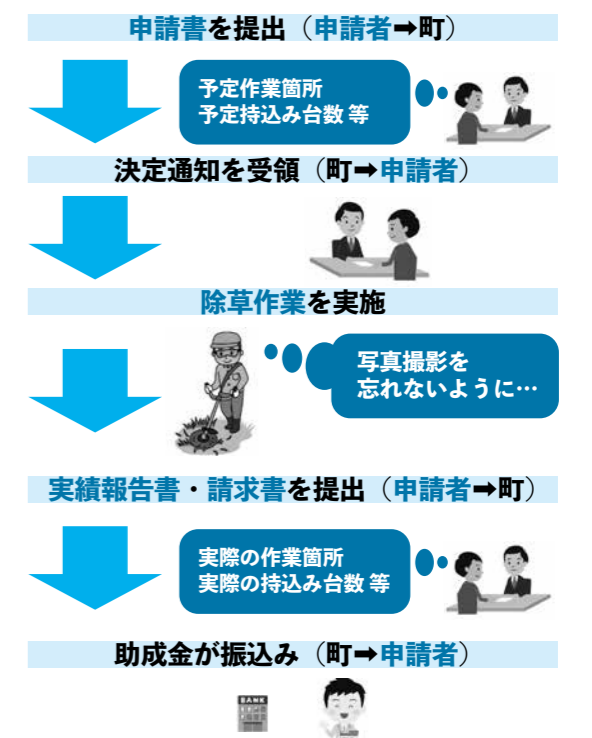 申請書を提出（申請者➡町）
予定作業箇所
予定持込み台数 等
決定通知を受領（町➡申請者）
除草作業を実施
写真撮影を
忘れないように…
実績報告書・請求書を提出（申請者➡町）
実際の作業箇所
実際の持込み台数 等
助成金が振込み（町➡申請者）
BANK